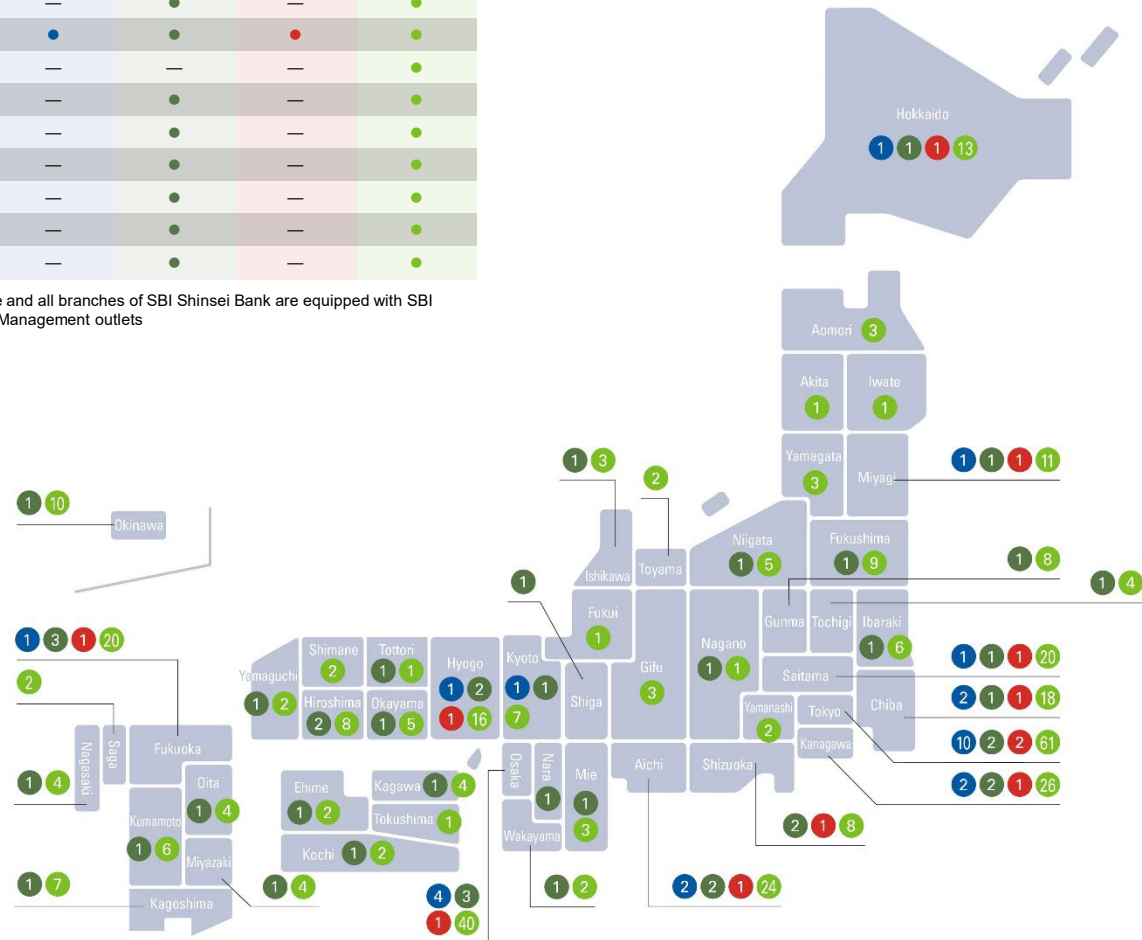 e and all branches of SBI Shinsei Bank are equipped with SBI
Management outlets
Hokkaido
1 1 1 13
Aomori 3
Akita
1
Iwate
1
Yamagata
3
Miyagi
1 1 1 11
1 3
2
1 10
Okinawa
Niigata
1 5
Fukushima
1 9
1 8
1 4
Ishikawa
Toyama
1
Fukui
1
Gunma
Tochigi
Ibaraki
1 6
1 3 1 20
2
Yamaguchi
1 2
Shimane
2
Tottori
1 1
Hiroshima
2 8
Okayama
1 5
Hyogo
1 2
1 16
Kyoto
1 1
7
Shiga
Gifu
3
Nagano
1 1
Saitama
1 1 1 20
Yamanashi
2
Tokyo
Chiba
2 1 1 18
Kanagawa
10 2 2 61
2 2 1 26
Nagasaki
Saga
Fukuoka
1 4
Oita
1 4
Kumamoto
1 6
Miyazaki
1 4
1 7
Kagoshima
Ehime
1 2
Kagawa 1 4
Tokushima 1
Kochi 1 2
Osaka
4 3
1 40
Nara
1
Mie
1
3
Wakayama
1 2
Aichi
2 2 1 24
Shizuoka
2 1 8